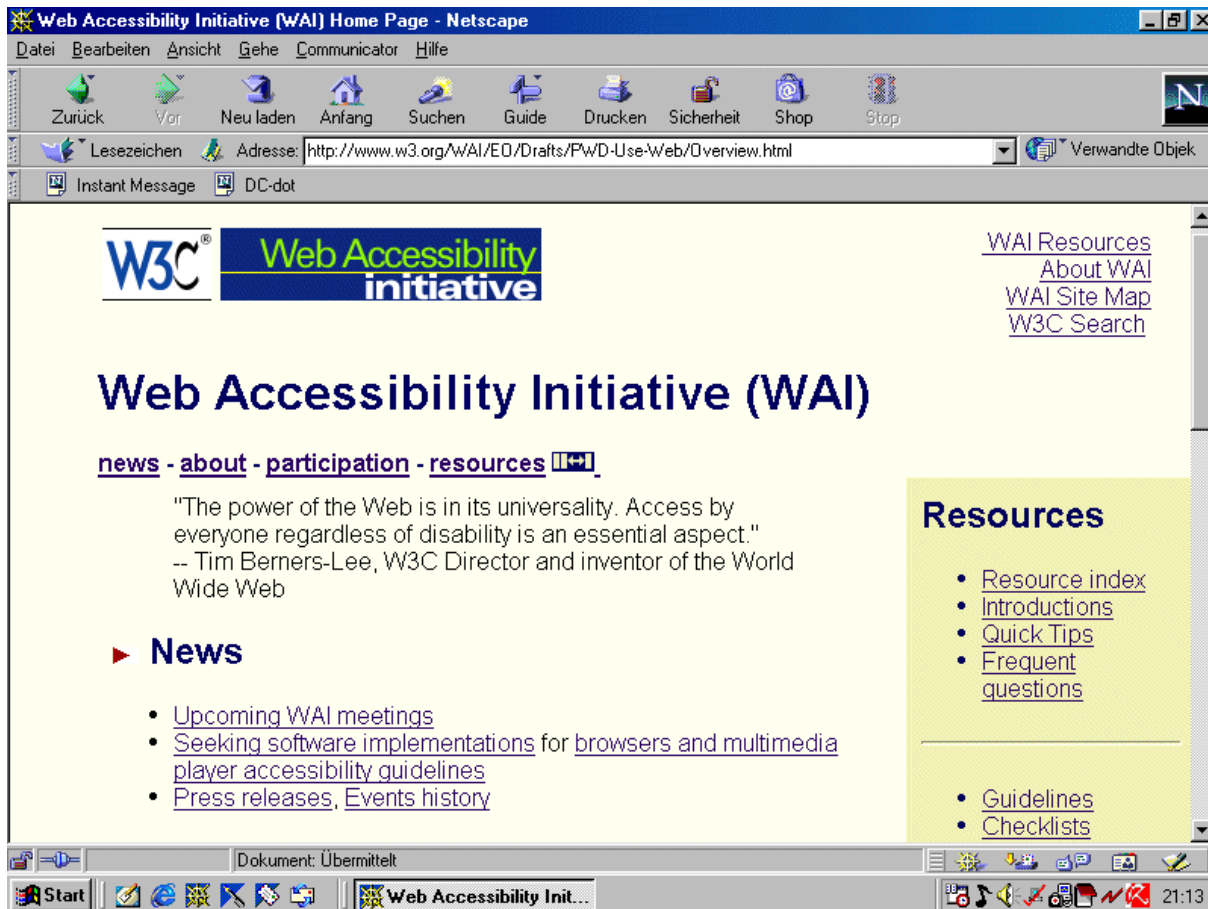 Web Accessibility Initiative (WAI) Home Page - Netscape
Datei Bearbeiten Ansicht Gehe Communicator Hilfe
Zurück Vor Neu laden Anfang Suchen Guide Drucken Sicherheit Shop Stop
N
Lesezeichen Adresse: http://www.w3.org/WAI/EO/Drafts/PWD-Use-Web/Overview.html Verwandte Objek
Instant Message DC-dot
W3C® Web Accessibility initiative
WAI Resources
About WAI
WAI Site Map
W3C Search
Web Accessibility Initiative (WAI)
news - about - participation - resources
"The power of the Web is in its universality. Access by
everyone regardless of disability is an essential aspect."
-- Tim Berners-Lee, W3C Director and inventor of the World
Wide Web
News
• Upcoming WAI meetings
• Seeking software implementations for browsers and multimedia
player accessibility guidelines
• Press releases, Events history
Resources
• Resource index
• Introductions
• Quick Tips
• Frequent
questions
• Guidelines
• Checklists
Dokument: Übermittelt
Start Web Accessibility Init... 21:13